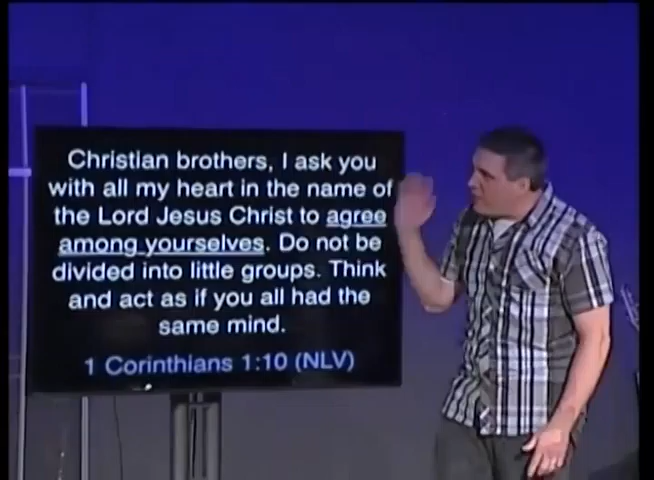 Christian brothers, I ask you
with all my heart in the name of
the Lord Jesus Christ to agree
among yourselves. Do not be
divided into little groups. Think
and act as if you all had the
same mind.
1 Corinthians 1:10 (NLV)